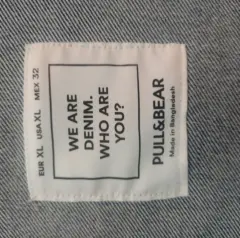 WE ARE
DENIM.
WHO ARE
YOU?
PULL&BEAR
Made in Bangladesh
EUR XL USA XL MEX 32